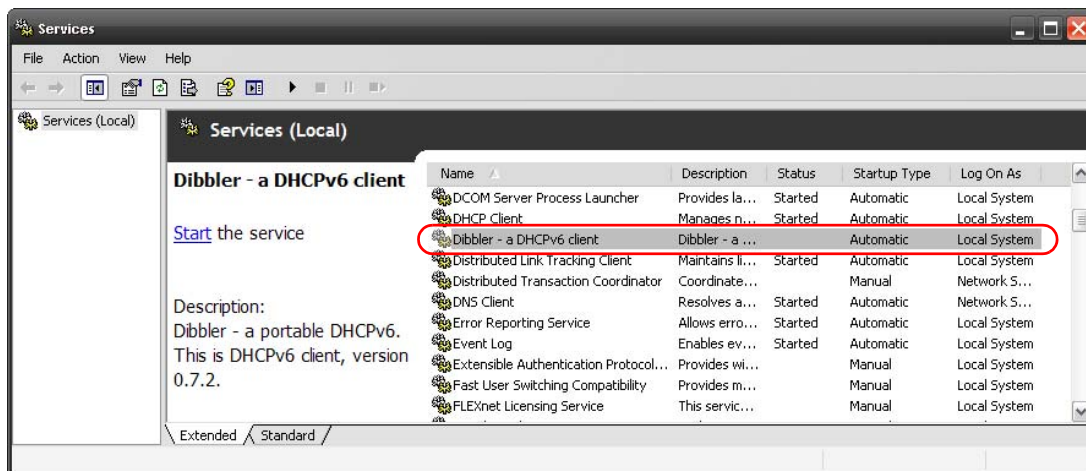 Services
File Action View Help
Services (Local)
Services (Local)
Dibbler - a DHCPv6 client
Start the service
Description:
Dibbler - a portable DHCPv6.
This is DHCPv6 client, version
0.7.2.
Name Description Status Startup Type Log On As
DCOM Server Process Launcher Provides la... Started Automatic Local System
DHCP Client Manages n... Started Automatic Local System
Dibbler - a DHCPv6 client Dibbler - a ... Automatic Local System
Distributed Link Tracking Client Maintains li... Started Automatic Local System
Distributed Transaction Coordinator Coordinate... Manual Network S...
DNS Client Resolves a... Started Automatic Network S...
Error Reporting Service Allows erro... Started Automatic Local System
Event Log Enables ev... Started Automatic Local System
Extensible Authentication Protocol... Provides wi... Manual Local System
Fast User Switching Compatibility Provides m... Manual Local System
FLEXnet Licensing Service This servic... Manual Local System
Extended Standard